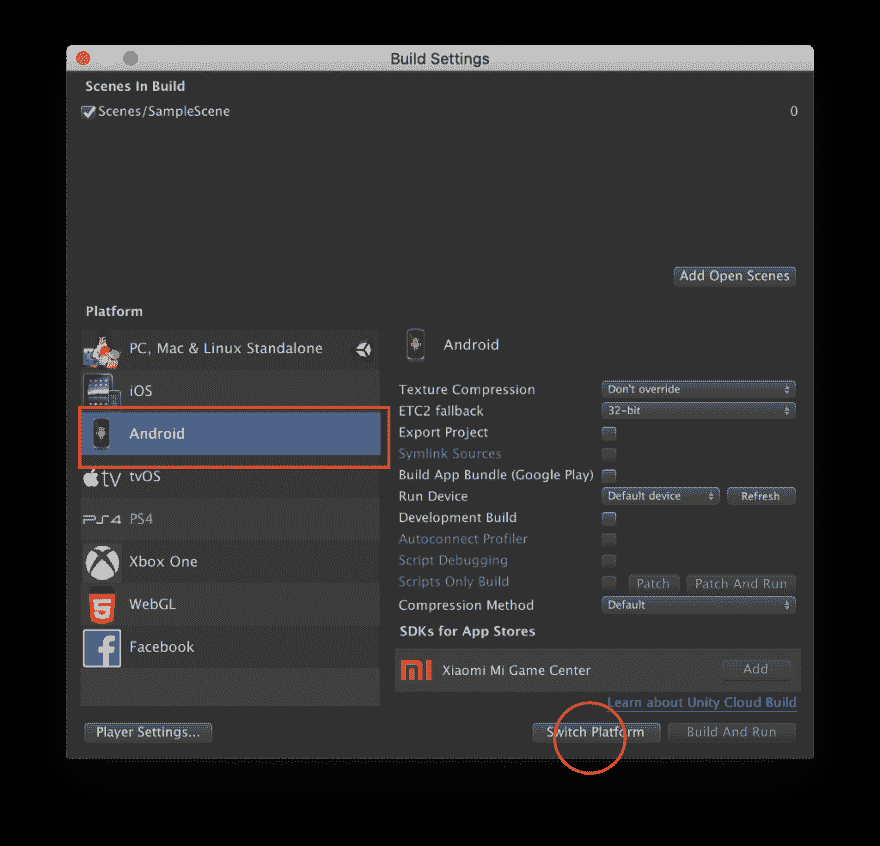 Build Settings
Scenes In Build
Scenes/SampleScene 0
Add Open Scenes
Platform
PC, Mac & Linux Standalone
iOS
Android
tv tvOS
PS4 PS4
Xbox One
5 WebGL
f Facebook
Android
Texture Compression Don't override
ETC2 fallback 32-bit
Export Project
Symlink Sources
Build App Bundle (Google Play)
Run Device Default device Refresh
Development Build
Autoconnect Profiler
Script Debugging
Scripts Only Build Patch Patch And Run
Compression Method Default
SDKs for App Stores
mi Xiaomi Mi Game Center Add
Learn about Unity Cloud Build
Player Settings... Switch Platform Build And Run